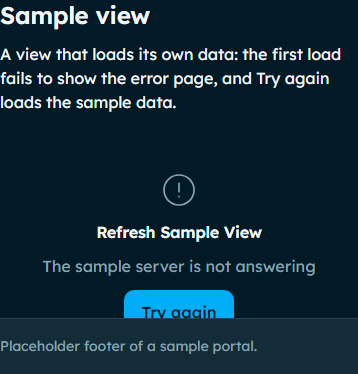 Sample view
A view that loads its own data: the first load
fails to show the error page, and Try again
loads the sample data.
Refresh Sample View
The sample server is not answering
Try again
Placeholder footer of a sample portal.